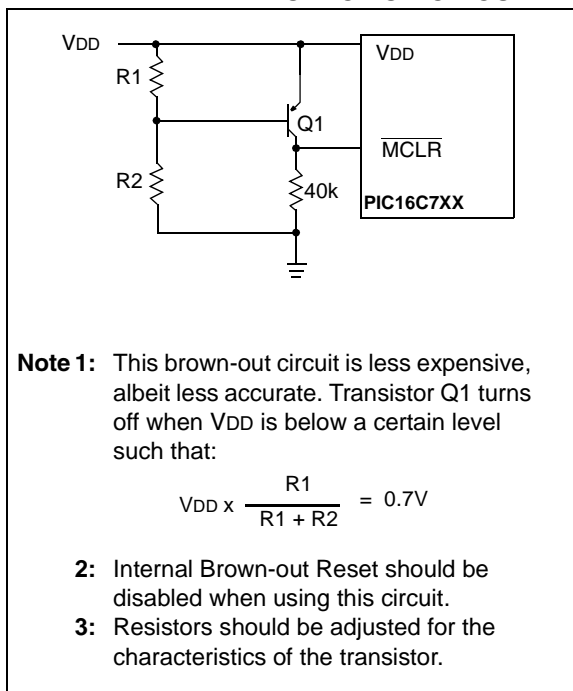 VDD
VDD
R1
Q1
MCLR
R2
40k
PIC16C7XX
Note 1: This brown-out circuit is less expensive,
albeit less accurate. Transistor Q1 turns
off when VDD is below a certain level
such that:
VDD x R1 / R1 + R2 = 0.7V
2: Internal Brown-out Reset should be
disabled when using this circuit.
3: Resistors should be adjusted for the
characteristics of the transistor.